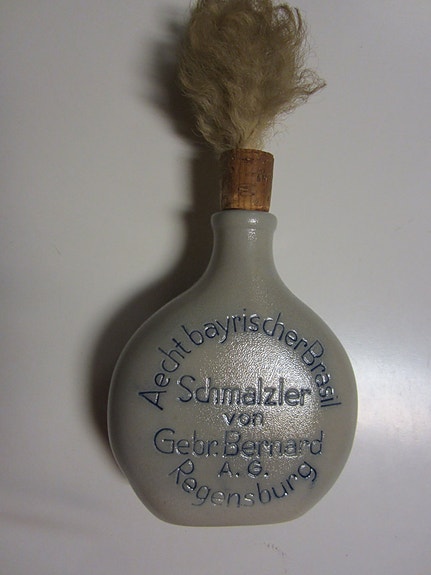 Aecht bayrischer Brasil
Schmalzler
von
Gebr. Bernard
A. G.
Regensburg